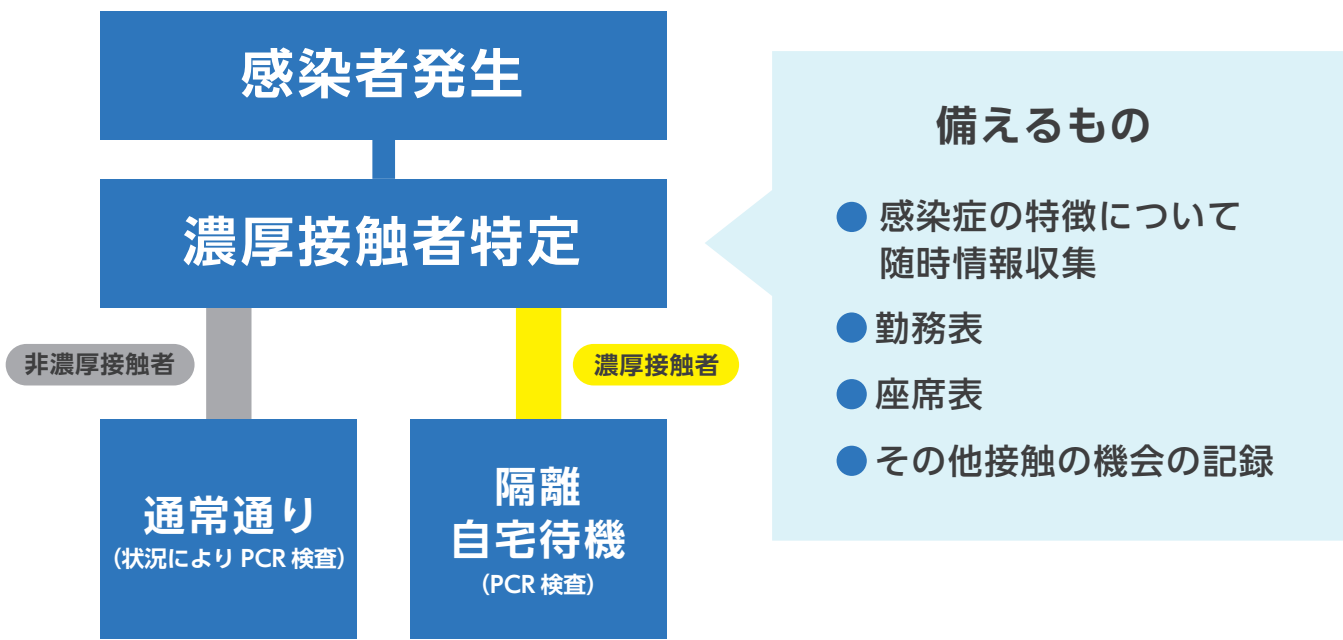 感染者発生
濃厚接触者特定
非濃厚接触者
濃厚接触者
通常通り
(状況により PCR 検査)
隔離
自宅待機
(PCR 検査)
備えるもの
● 感染症の特徴について
随時情報収集
● 勤務表
● 座席表
● その他接触の機会の記録